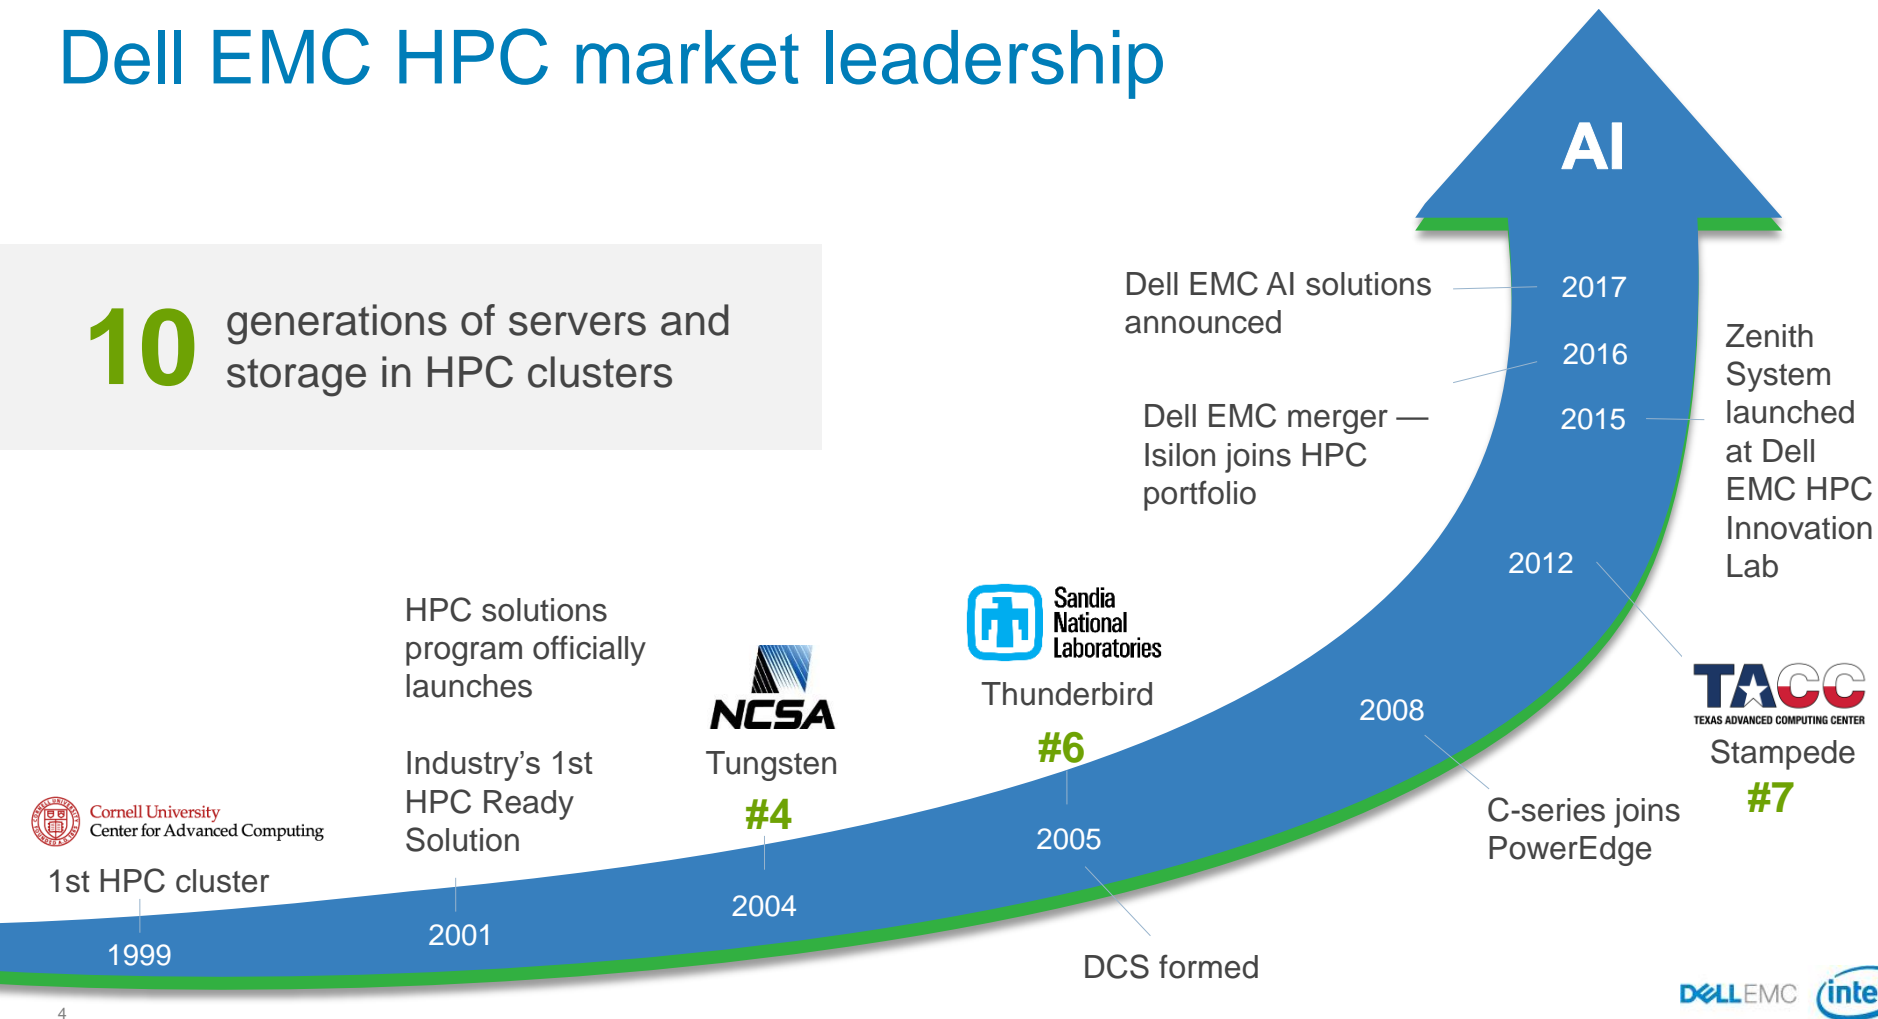 Dell EMC HPC market leadership
AI
10
generations of servers and
storage in HPC clusters
Dell EMC AI solutions
announced
2017
2016
Dell EMC merger —
Isilon joins HPC
portfolio
2015
Zenith
System
launched
at Dell
EMC HPC
Innovation
Lab
2012
TACC
TEXAS ADVANCED COMPUTING CENTER
Stampede
#7
2008
C-series joins
PowerEdge
Sandia
National
Laboratories
Thunderbird
#6
2005
DCS formed
NCSA
Tungsten
#4
2004
HPC solutions
program officially
launches
Industry’s 1st
HPC Ready
Solution
2001
Cornell University
Center for Advanced Computing
1st HPC cluster
1999
4
DELLEMC
inte